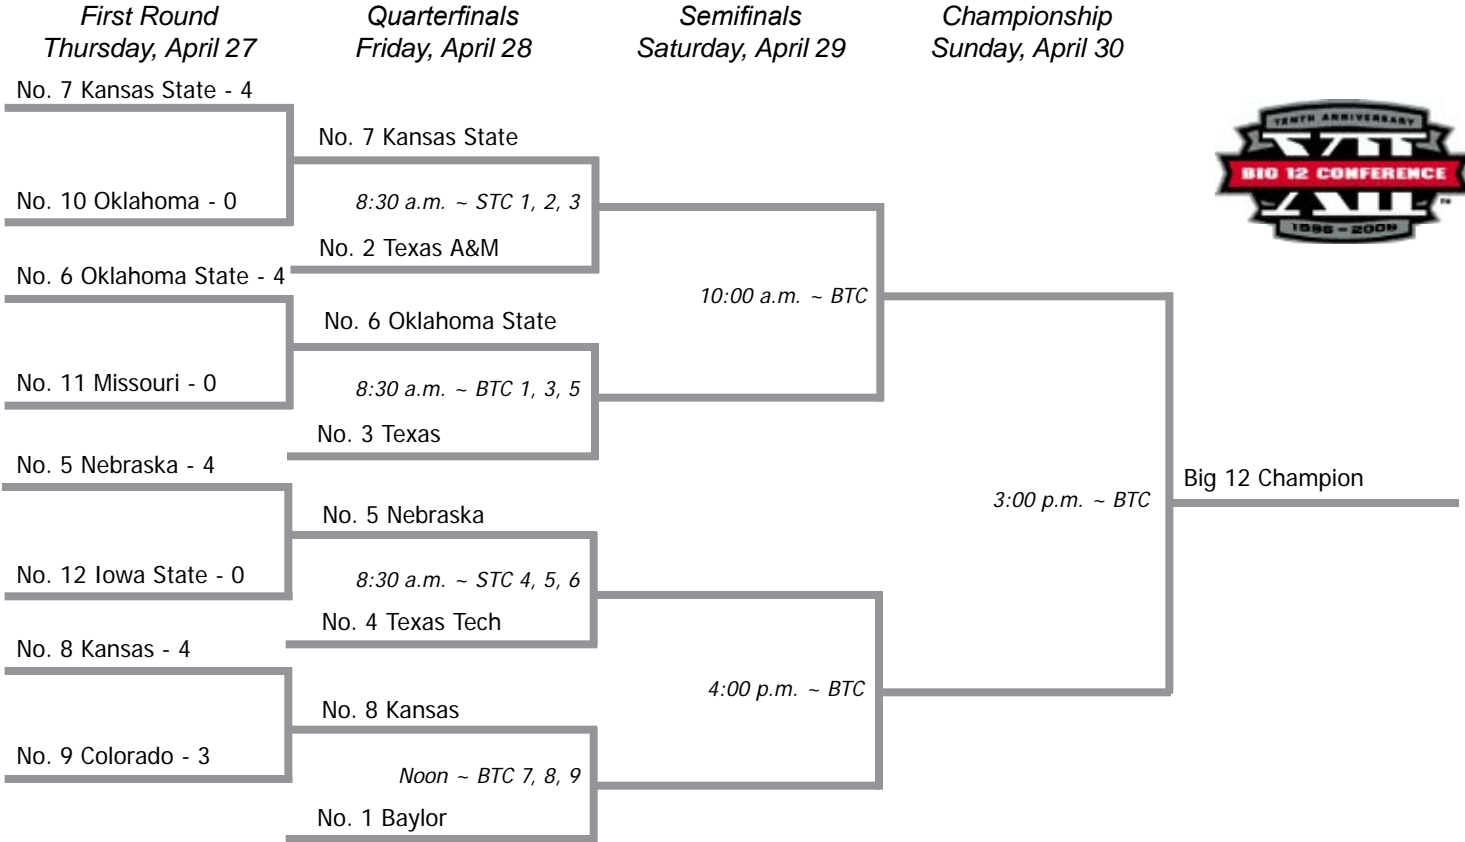 First Round
Thursday, April 27
Quarterfinals
Friday, April 28
Semifinals
Saturday, April 29
Championship
Sunday, April 30
No. 7 Kansas State - 4
No. 10 Oklahoma - 0
No. 6 Oklahoma State - 4
No. 11 Missouri - 0
No. 5 Nebraska - 4
No. 12 Iowa State - 0
No. 8 Kansas - 4
No. 9 Colorado - 3
No. 7 Kansas State
8:30 a.m. ~ STC 1, 2, 3
No. 2 Texas A&M
No. 6 Oklahoma State
8:30 a.m. ~ BTC 1, 3, 5
No. 3 Texas
No. 5 Nebraska
8:30 a.m. ~ STC 4, 5, 6
No. 4 Texas Tech
No. 8 Kansas
Noon ~ BTC 7, 8, 9
No. 1 Baylor
10:00 a.m. ~ BTC
4:00 p.m. ~ BTC
3:00 p.m. ~ BTC
Big 12 Champion
TENTH ANNIVERSARY
XII
BIG 12 CONFERENCE
TM